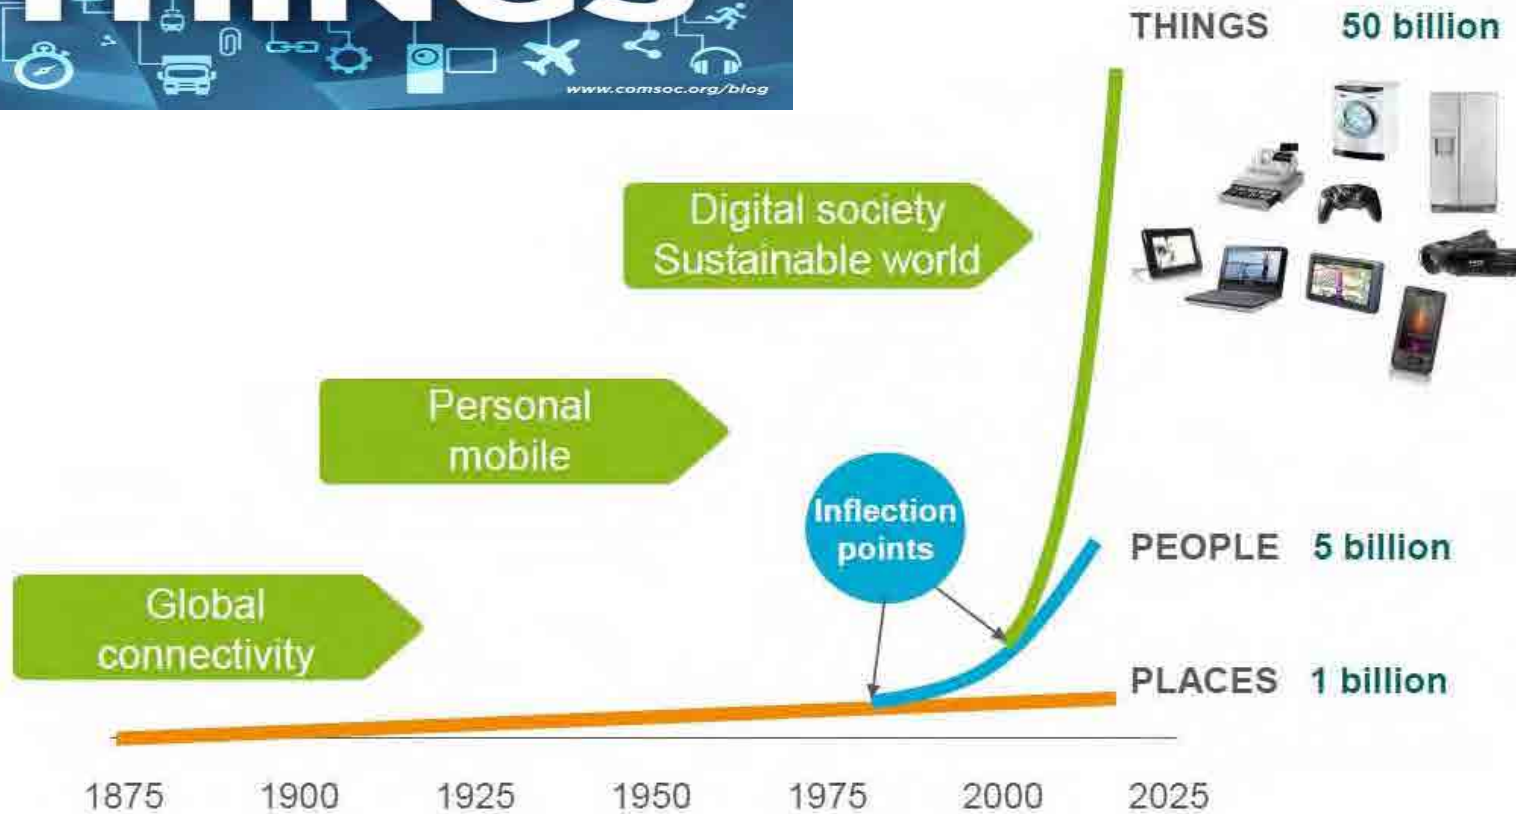 THINGS
www.comsoc.org/blog
THINGS 50 billion
Digital society
Sustainable world
Personal
mobile
Inflection
points
PEOPLE 5 billion
Global
connectivity
PLACES 1 billion
1875 1900 1925 1950 1975 2000 2025